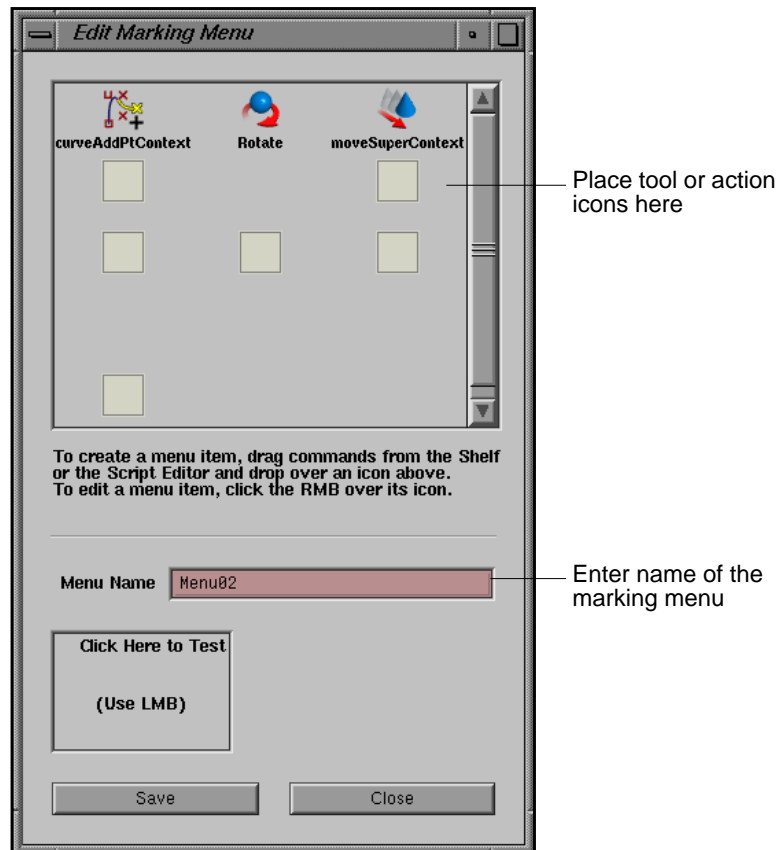 Edit Marking Menu
curveAddPtContext Rotate moveSuperContext
Place tool or action
icons here
To create a menu item, drag commands from the Shelf
or the Script Editor and drop over an icon above.
To edit a menu item, click the RMB over its icon.
Menu Name Menu02
Enter name of the
marking menu
Click Here to Test
(Use LMB)
Save Close